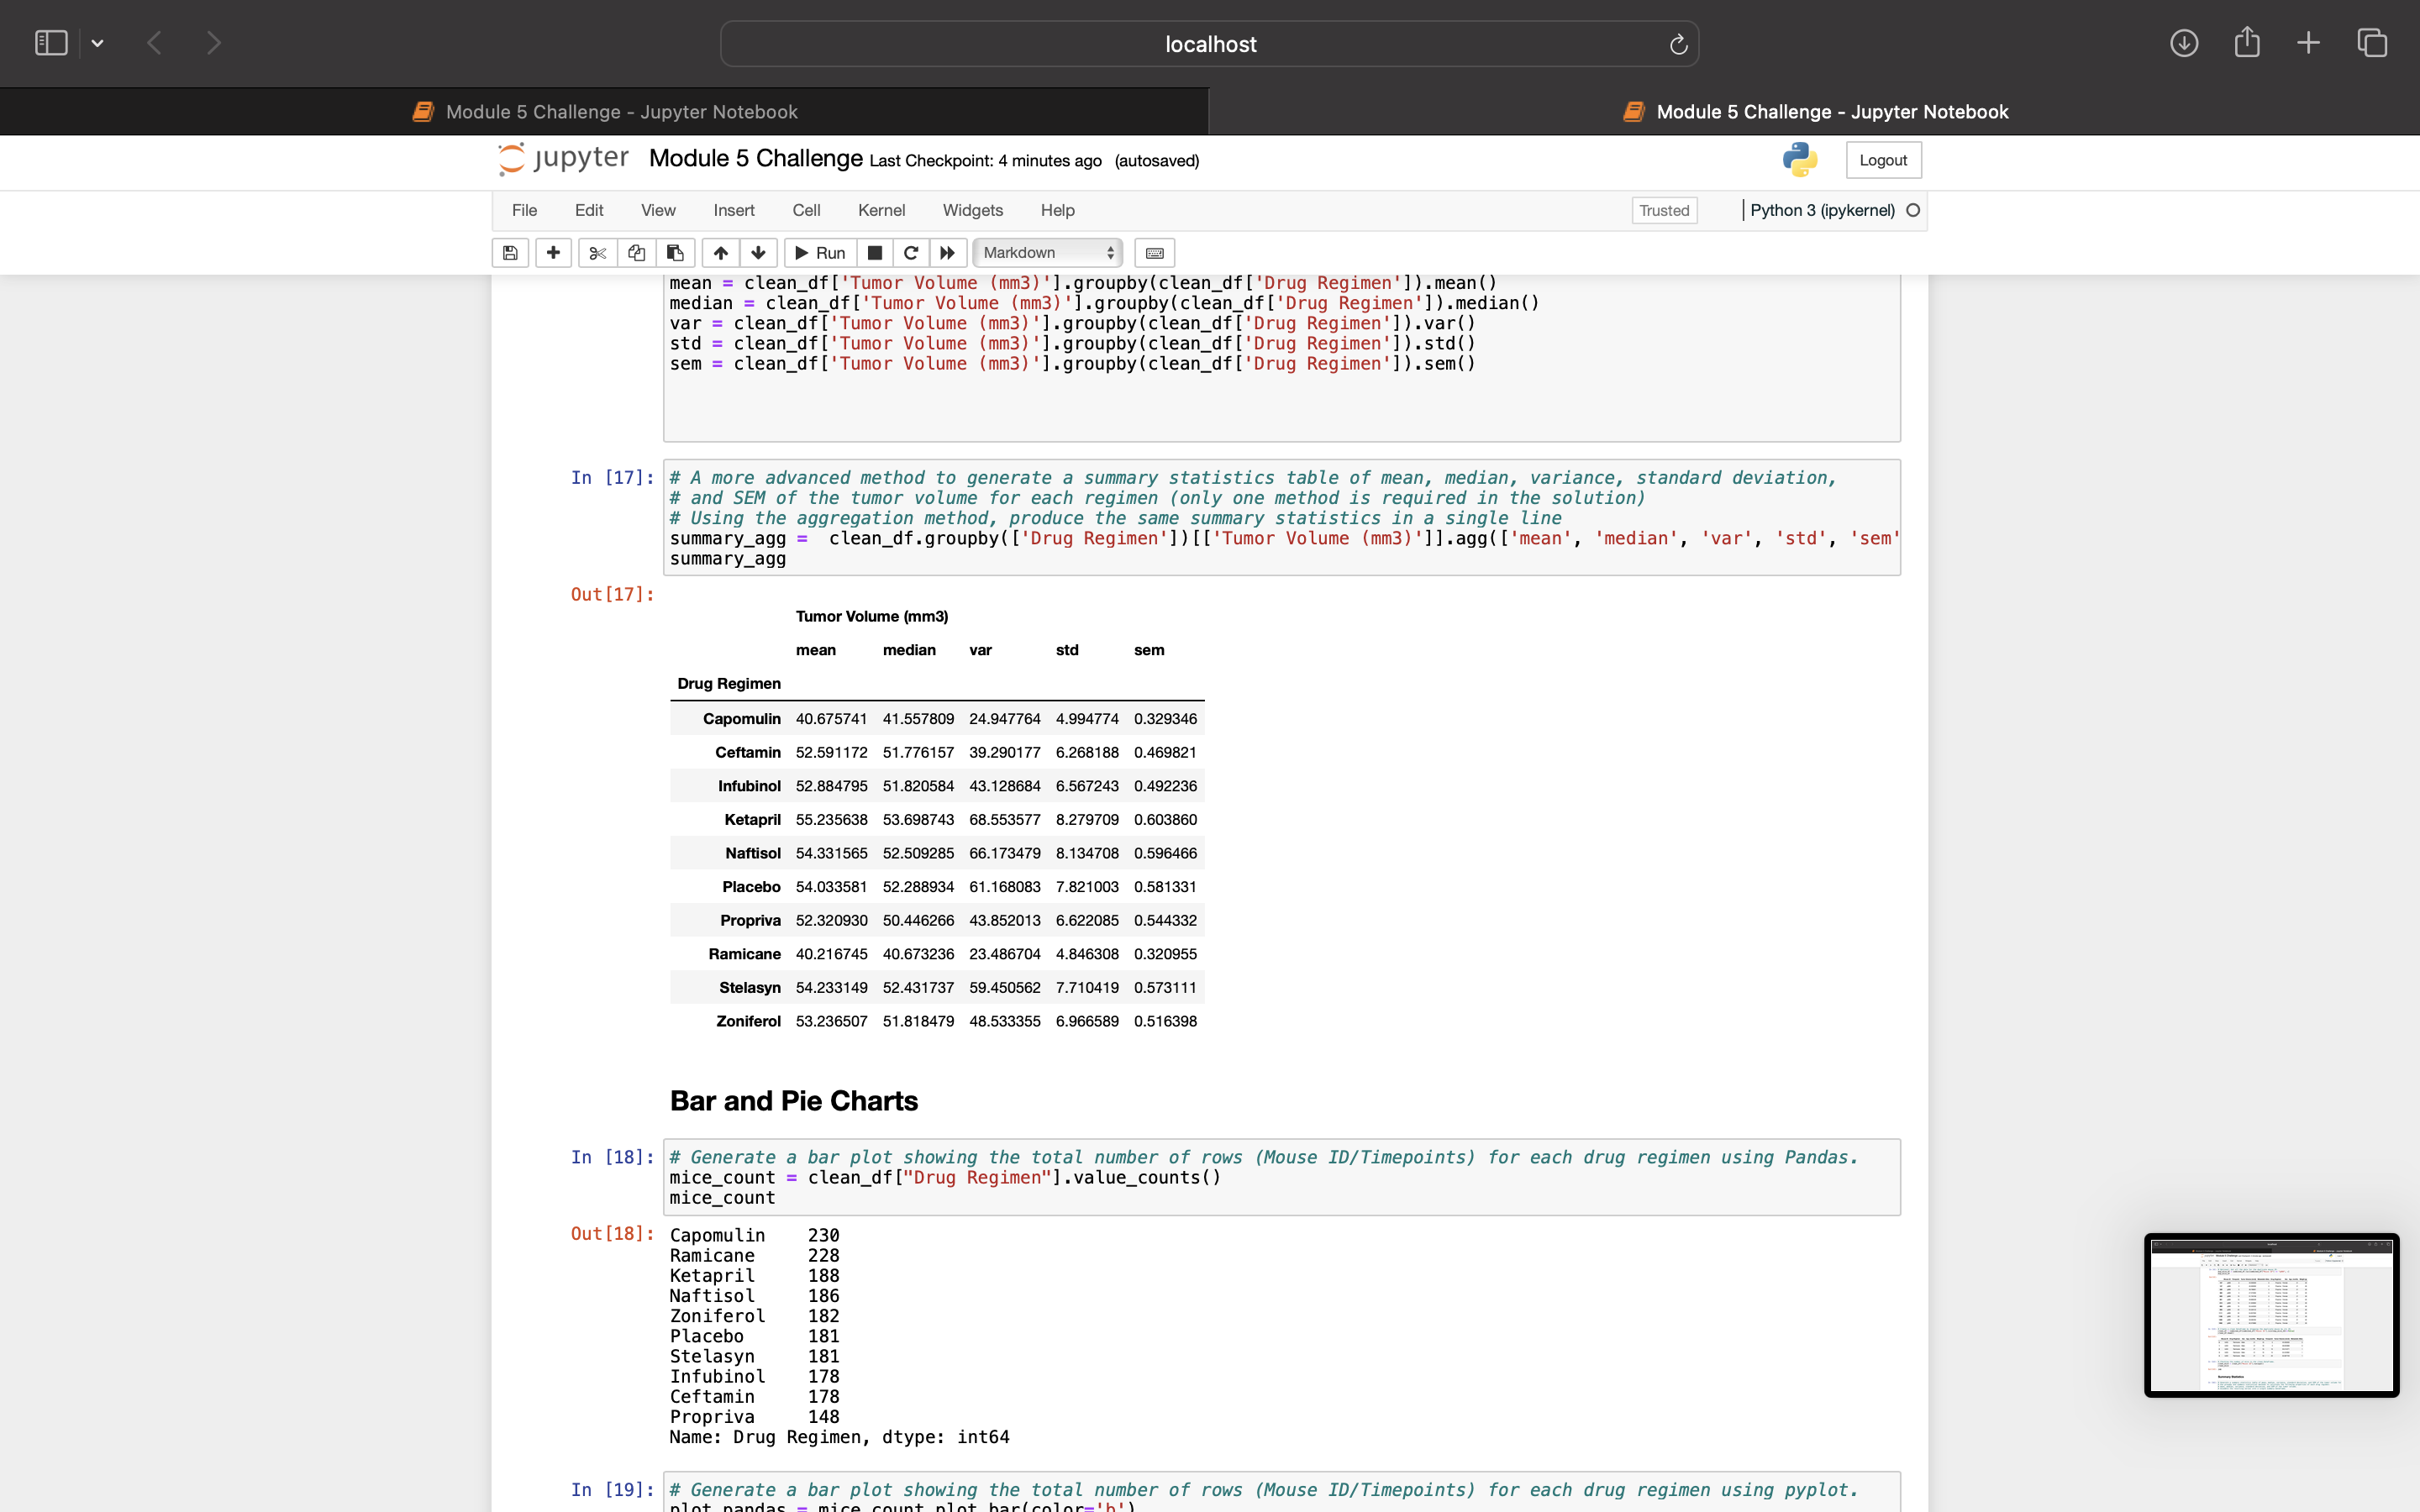 localhost
Module 5 Challenge - Jupyter Notebook
Module 5 Challenge - Jupyter Notebook
jupyter Module 5 Challenge Last Checkpoint: 4 minutes ago (autosaved)
Logout
File Edit View Insert Cell Kernel Widgets Help
Trusted
Python 3 (ipykernel)
Run
Markdown
mean = clean_df['Tumor Volume (mm3)'].groupby(clean_df['Drug Regimen']).mean()
median = clean_df['Tumor Volume (mm3)'].groupby(clean_df['Drug Regimen']).median()
var = clean_df['Tumor Volume (mm3)'].groupby(clean_df['Drug Regimen']).var()
std = clean_df['Tumor Volume (mm3)'].groupby(clean_df['Drug Regimen']).std()
sem = clean_df['Tumor Volume (mm3)'].groupby(clean_df['Drug Regimen']).sem()
In [17]:
# A more advanced method to generate a summary statistics table of mean, median, variance, standard deviation,
# and SEM of the tumor volume for each regimen (only one method is required in the solution)
# Using the aggregation method, produce the same summary statistics in a single line
summary_agg =  clean_df.groupby(['Drug Regimen'])[['Tumor Volume (mm3)']].agg(['mean', 'median', 'var', 'std', 'sem'
summary_agg
Out[17]:
Tumor Volume (mm3)
mean median var std sem
Drug Regimen
Capomulin 40.675741 41.557809 24.947764 4.994774 0.329346
Ceftamin 52.591172 51.776157 39.290177 6.268188 0.469821
Infubinol 52.884795 51.820584 43.128684 6.567243 0.492236
Ketapril 55.235638 53.698743 68.553577 8.279709 0.603860
Naftisol 54.331565 52.509285 66.173479 8.134708 0.596466
Placebo 54.033581 52.288934 61.168083 7.821003 0.581331
Propriva 52.320930 50.446266 43.852013 6.622085 0.544332
Ramicane 40.216745 40.673236 23.486704 4.846308 0.320955
Stelasyn 54.233149 52.431737 59.450562 7.710419 0.573111
Zoniferol 53.236507 51.818479 48.533355 6.966589 0.516398
Bar and Pie Charts
In [18]:
# Generate a bar plot showing the total number of rows (Mouse ID/Timepoints) for each drug regimen using Pandas.
mice_count = clean_df["Drug Regimen"].value_counts()
mice_count
Out[18]:
Capomulin 230
Ramicane 228
Ketapril 188
Naftisol 186
Zoniferol 182
Placebo 181
Stelasyn 181
Infubinol 178
Ceftamin 178
Propriva 148
Name: Drug Regimen, dtype: int64
In [19]:
# Generate a bar plot showing the total number of rows (Mouse ID/Timepoints) for each drug regimen using pyplot.
plot_pandas = mice_count.plot.bar(color='b')